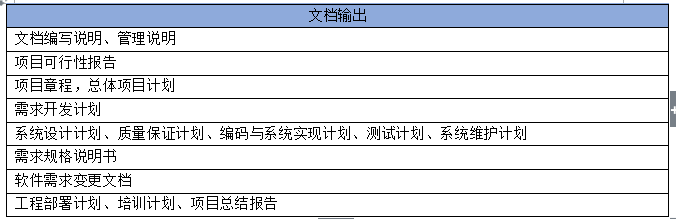 文档输出
文档编写说明、管理说明
项目可行性报告
项目章程，总体项目计划
需求开发计划
系统设计计划、质量保证计划、编码与系统实现计划、测试计划、系统维护计划
需求规格说明书
软件需求变更文档
工程部署计划、培训计划、项目总结报告